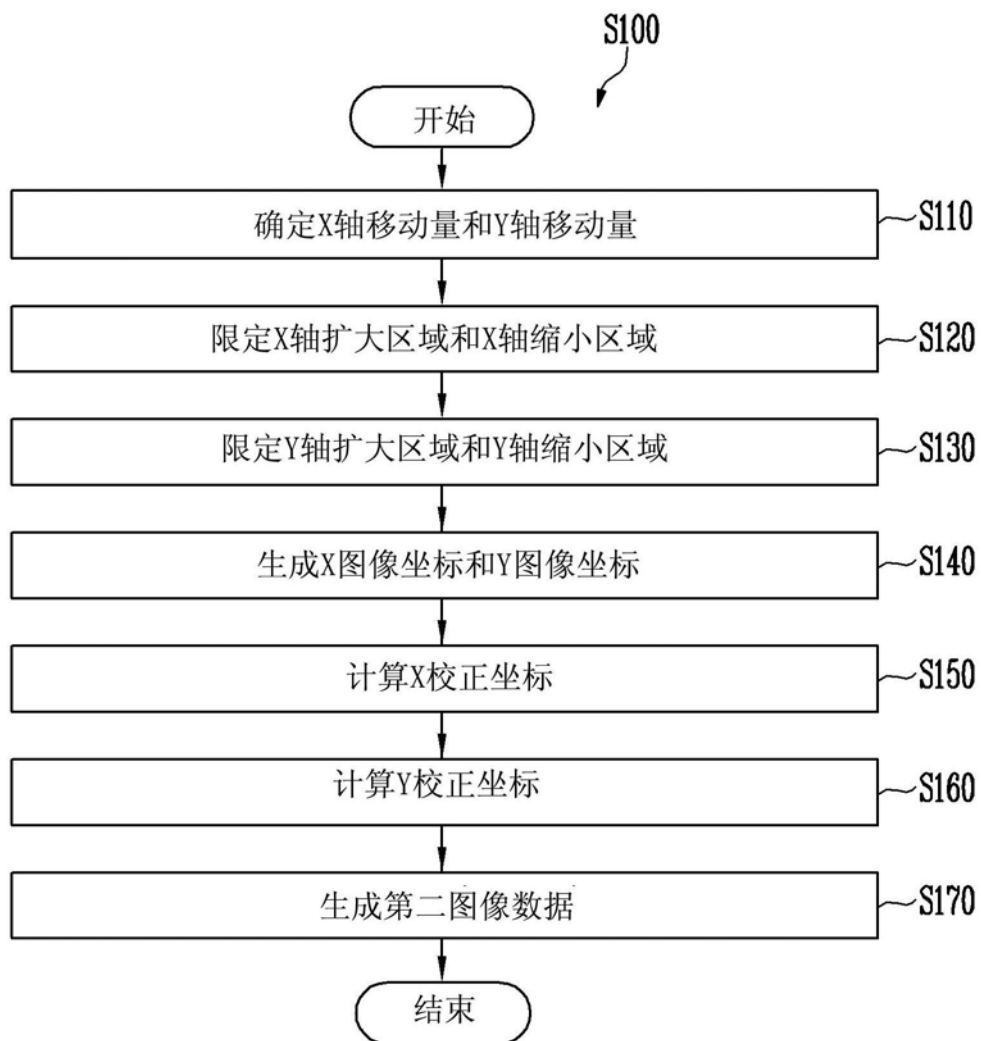 S100
开始
确定X轴移动量和Y轴移动量
S110
限定X轴扩大区域和X轴缩小区域
S120
限定Y轴扩大区域和Y轴缩小区域
S130
生成X图像坐标和Y图像坐标
S140
计算X校正坐标
S150
计算Y校正坐标
S160
生成第二图像数据
S170
结束